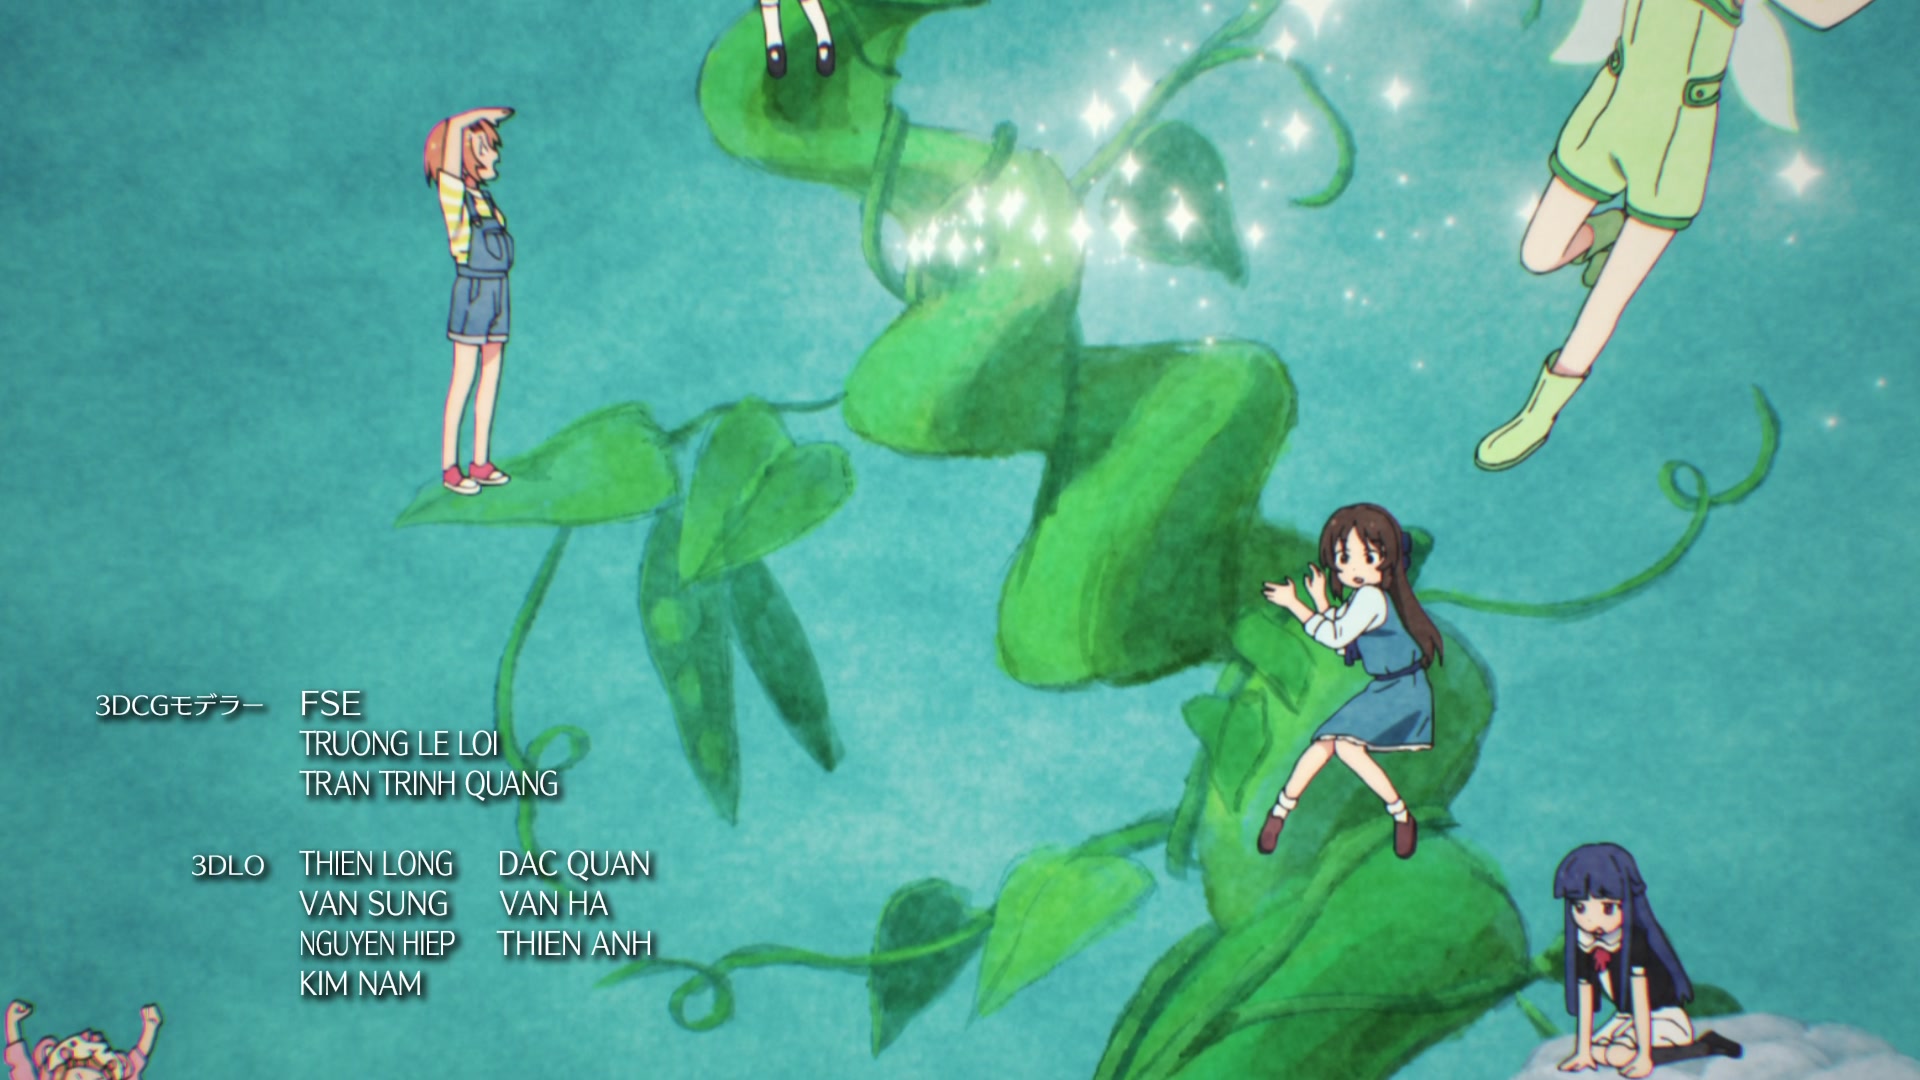 3DCGモデラー FSE
TRUONG LE LOI
TRAN TRINH QUANG
3DLO THIEN LONG DAC QUAN
VAN SUNG VAN HA
NGUYEN HIEP THIEN ANH
KIM NAM